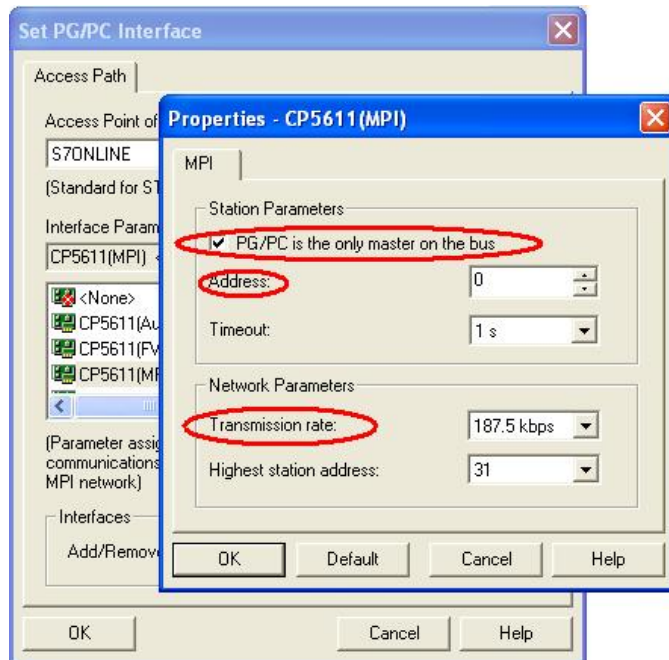 Set PG/PC Interface
Access Path
Access Point of
S7ONLINE
(Standard for ST
Interface Param
CP5611(MPI) <
<None>
CP5611(Au
CP5611(FW
CP5611(MP
(Parameter assig
communications
MPI network)
Interfaces
Add/Remove
OK
Cancel
Help
Properties - CP5611(MPI)
MPI
Station Parameters
PG/PC is the only master on the bus
Address:
0
Timeout:
1 s
Network Parameters
Transmission rate:
187.5 kbps
Highest station address:
31
OK
Default
Cancel
Help